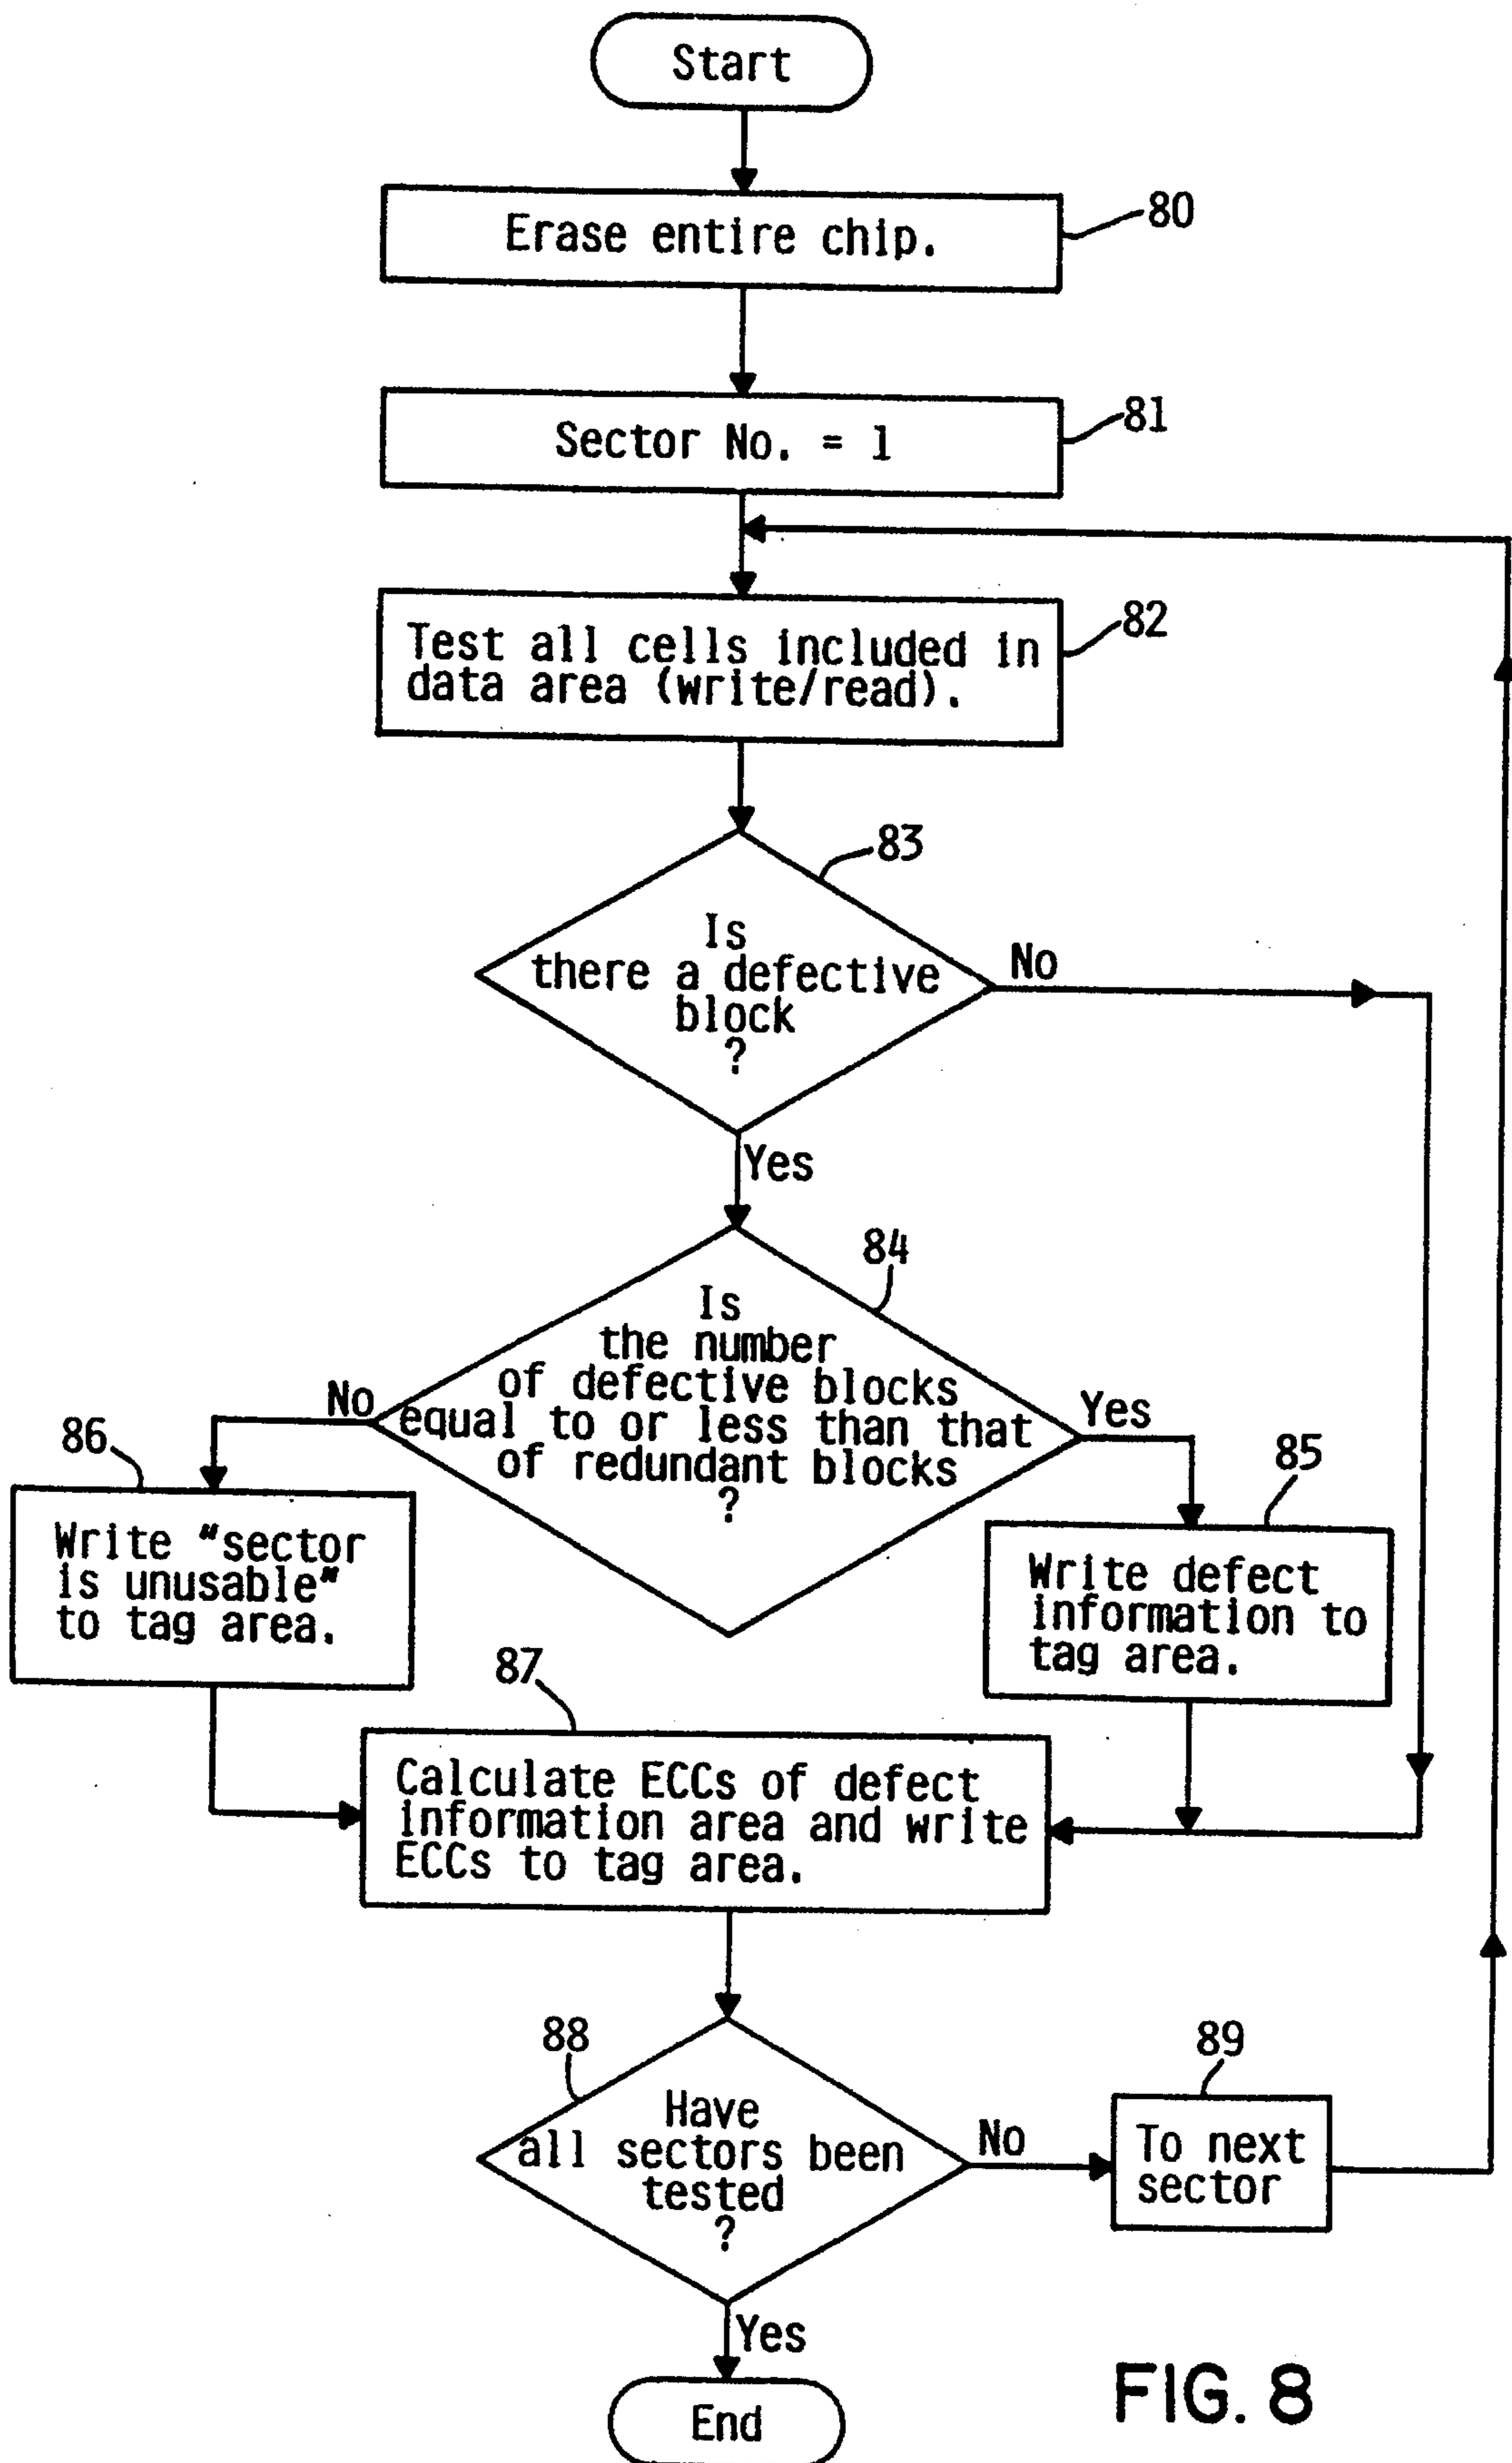 Start
Erase entire chip.
80
Sector No. = 1
81
Test all cells included in
data area (write/read).
82
83
Is
there a defective
block
?
No
Yes
84
Is
the number
of defective blocks
equal to or less than that
of redundant blocks
?
No
Yes
86
Write "sector
is unusable"
to tag area.
85
Write defect
information to
tag area.
87
Calculate ECCs of defect
information area and write
ECCs to tag area.
88
Have
all sectors been
tested
?
No
89
To next
sector
Yes
End
FIG. 8